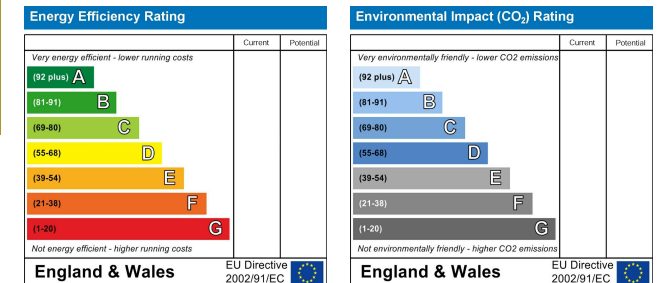 Energy Efficiency Rating
Current Potential
Very energy efficient - lower running costs
(92 plus) A
(81-91) B
(69-80) C
(55-68) D
(39-54) E
(21-38) F
(1-20) G
Not energy efficient - higher running costs
England & Wales
EU Directive
2002/91/EC
Environmental Impact (CO₂) Rating
Current Potential
Very environmentally friendly - lower CO2 emissions
(92 plus) A
(81-91) B
(69-80) C
(55-68) D
(39-54) E
(21-38) F
(1-20) G
Not environmentally friendly - higher CO2 emissions
England & Wales
EU Directive
2002/91/EC